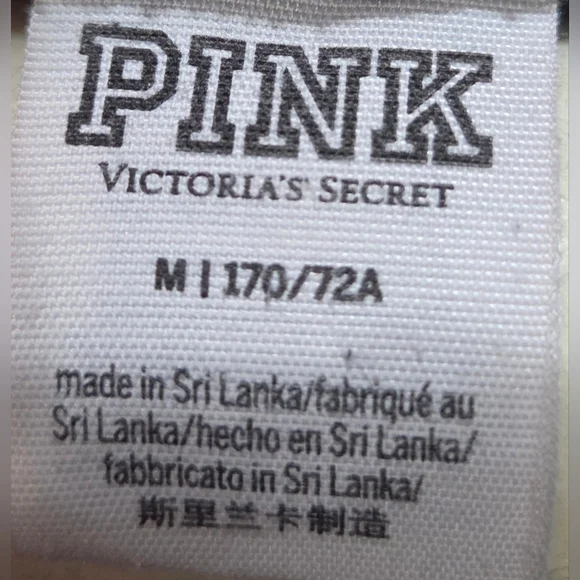 PINK
VICTORIA'S SECRET
M | 170/72A
made in Sri Lanka/fabriqué au
Sri Lanka/hecho en Sri Lanka/
fabbricato in Sri Lanka/
斯里兰卡制造